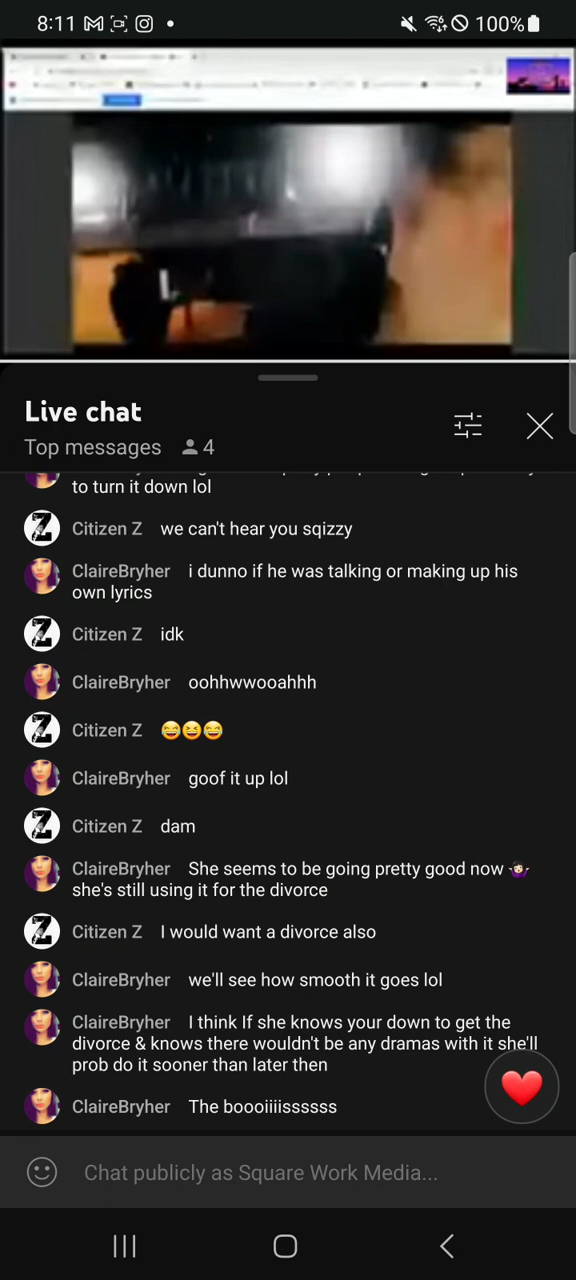 8:11
100%
Live chat
Top messages 4
to turn it down lol
Citizen Z we can't hear you sqizzy
ClaireBryher i dunno if he was talking or making up his
own lyrics
Citizen Z idk
ClaireBryher oohhwwooahhh
Citizen Z 😂😆😂
ClaireBryher goof it up lol
Citizen Z dam
ClaireBryher She seems to be going pretty good now 🤷🏻‍♀️
she's still using it for the divorce
Citizen Z I would want a divorce also
ClaireBryher we'll see how smooth it goes lol
ClaireBryher I think If she knows your down to get the
divorce & knows there wouldn't be any dramas with it she'll
prob do it sooner than later then
ClaireBryher The boooiiiissssss
Chat publicly as Square Work Media...